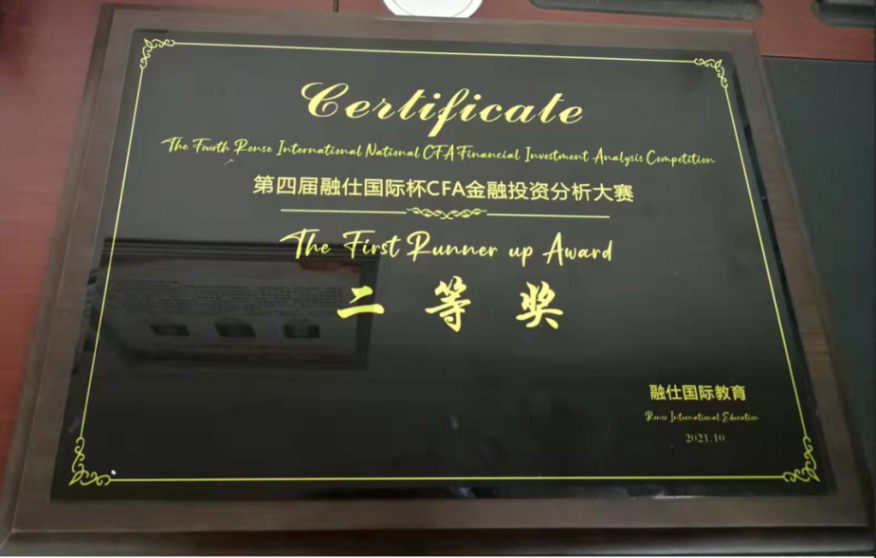 Certificate
The Fourth Ronse International National CFA Financial Investment Analysis Competition
第四届融仕国际杯CFA金融投资分析大赛
The First Runner up Award
二等奖
融仕国际教育
Ronse International Education
2021.10